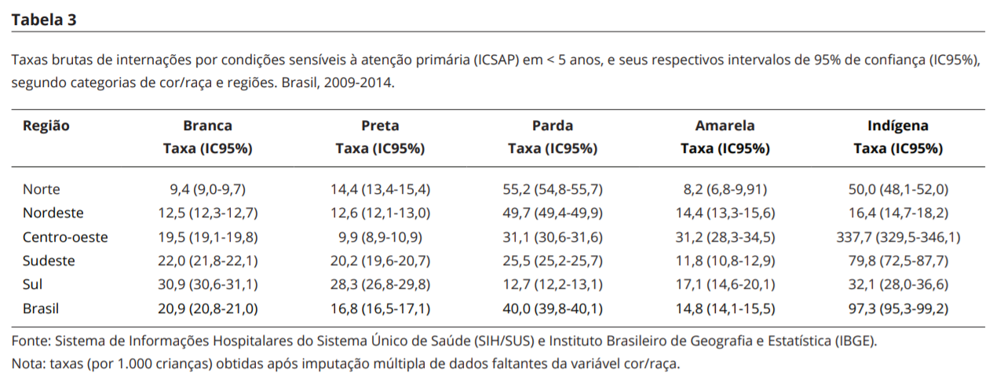 Tabela 3
Taxas brutas de internações por condições sensíveis à atenção primária (ICSAP) em < 5 anos, e seus respectivos intervalos de 95% de confiança (IC95%),
segundo categorias de cor/raça e regiões. Brasil, 2009-2014.
Região Branca Preta Parda Amarela Indígena
Taxa (IC95%) Taxa (IC95%) Taxa (IC95%) Taxa (IC95%) Taxa (IC95%)
Norte 9,4 (9,0-9,7) 14,4 (13,4-15,4) 55,2 (54,8-55,7) 8,2 (6,8-9,91) 50,0 (48,1-52,0)
Nordeste 12,5 (12,3-12,7) 12,6 (12,1-13,0) 49,7 (49,4-49,9) 14,4 (13,3-15,6) 16,4 (14,7-18,2)
Centro-oeste 19,5 (19,1-19,8) 9,9 (8,9-10,9) 31,1 (30,6-31,6) 31,2 (28,3-34,5) 337,7 (329,5-346,1)
Sudeste 22,0 (21,8-22,1) 20,2 (19,6-20,7) 25,5 (25,2-25,7) 11,8 (10,8-12,9) 79,8 (72,5-87,7)
Sul 30,9 (30,6-31,1) 28,3 (26,8-29,8) 12,7 (12,2-13,1) 17,1 (14,6-20,1) 32,1 (28,0-36,6)
Brasil 20,9 (20,8-21,0) 16,8 (16,5-17,1) 40,0 (39,8-40,1) 14,8 (14,1-15,5) 97,3 (95,3-99,2)
Fonte: Sistema de Informações Hospitalares do Sistema Único de Saúde (SIH/SUS) e Instituto Brasileiro de Geografia e Estatística (IBGE).
Nota: taxas (por 1.000 crianças) obtidas após imputação múltipla de dados faltantes da variável cor/raça.